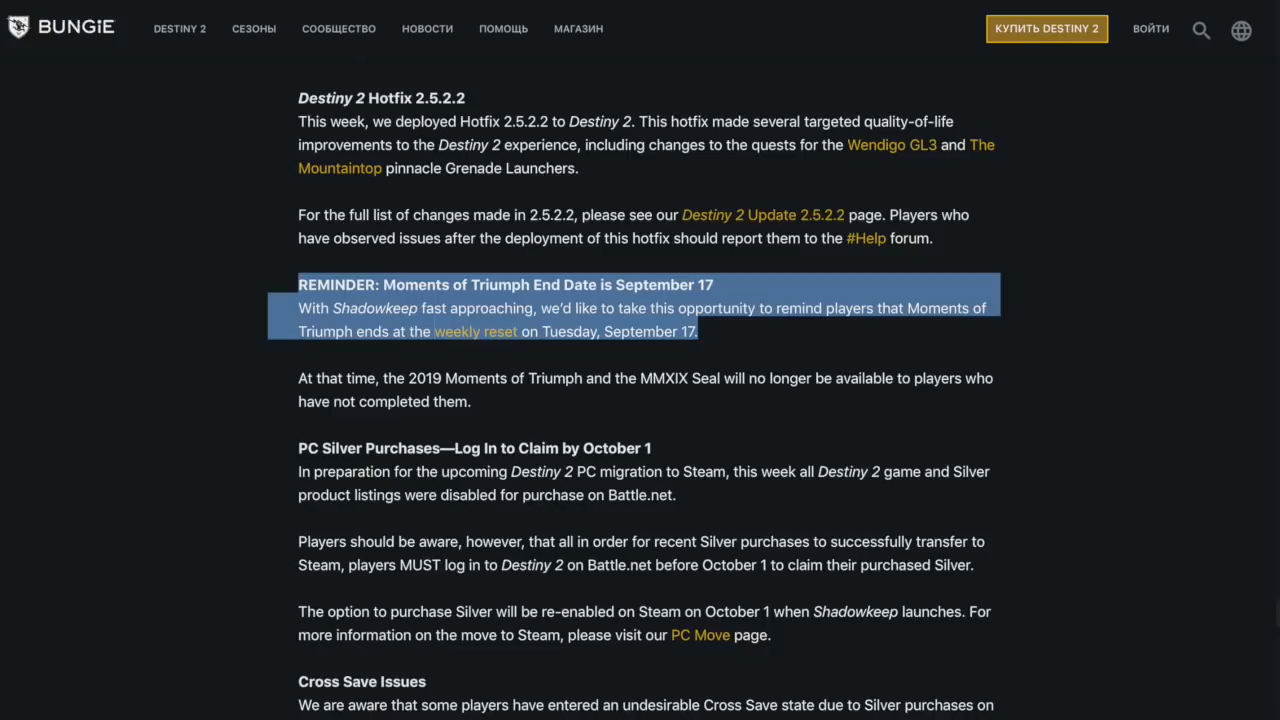 BUNGiE
DESTINY 2
СЕЗОНЫ
СООБЩЕСТВО
НОВОСТИ
ПОМОЩЬ
МАГАЗИН
КУПИТЬ DESTINY 2
ВОЙТИ
Destiny 2 Hotfix 2.5.2.2
This week, we deployed Hotfix 2.5.2.2 to Destiny 2. This hotfix made several targeted quality-of-life
improvements to the Destiny 2 experience, including changes to the quests for the Wendigo GL3 and The
Mountaintop pinnacle Grenade Launchers.
For the full list of changes made in 2.5.2.2, please see our Destiny 2 Update 2.5.2.2 page. Players who
have observed issues after the deployment of this hotfix should report them to the #Help forum.
REMINDER: Moments of Triumph End Date is September 17
With Shadowkeep fast approaching, we’d like to take this opportunity to remind players that Moments of
Triumph ends at the weekly reset on Tuesday, September 17.
At that time, the 2019 Moments of Triumph and the MMXIX Seal will no longer be available to players who
have not completed them.
PC Silver Purchases—Log In to Claim by October 1
In preparation for the upcoming Destiny 2 PC migration to Steam, this week all Destiny 2 game and Silver
product listings were disabled for purchase on Battle.net.
Players should be aware, however, that all in order for recent Silver purchases to successfully transfer to
Steam, players MUST log in to Destiny 2 on Battle.net before October 1 to claim their purchased Silver.
The option to purchase Silver will be re-enabled on Steam on October 1 when Shadowkeep launches. For
more information on the move to Steam, please visit our PC Move page.
Cross Save Issues
We are aware that some players have entered an undesirable Cross Save state due to Silver purchases on